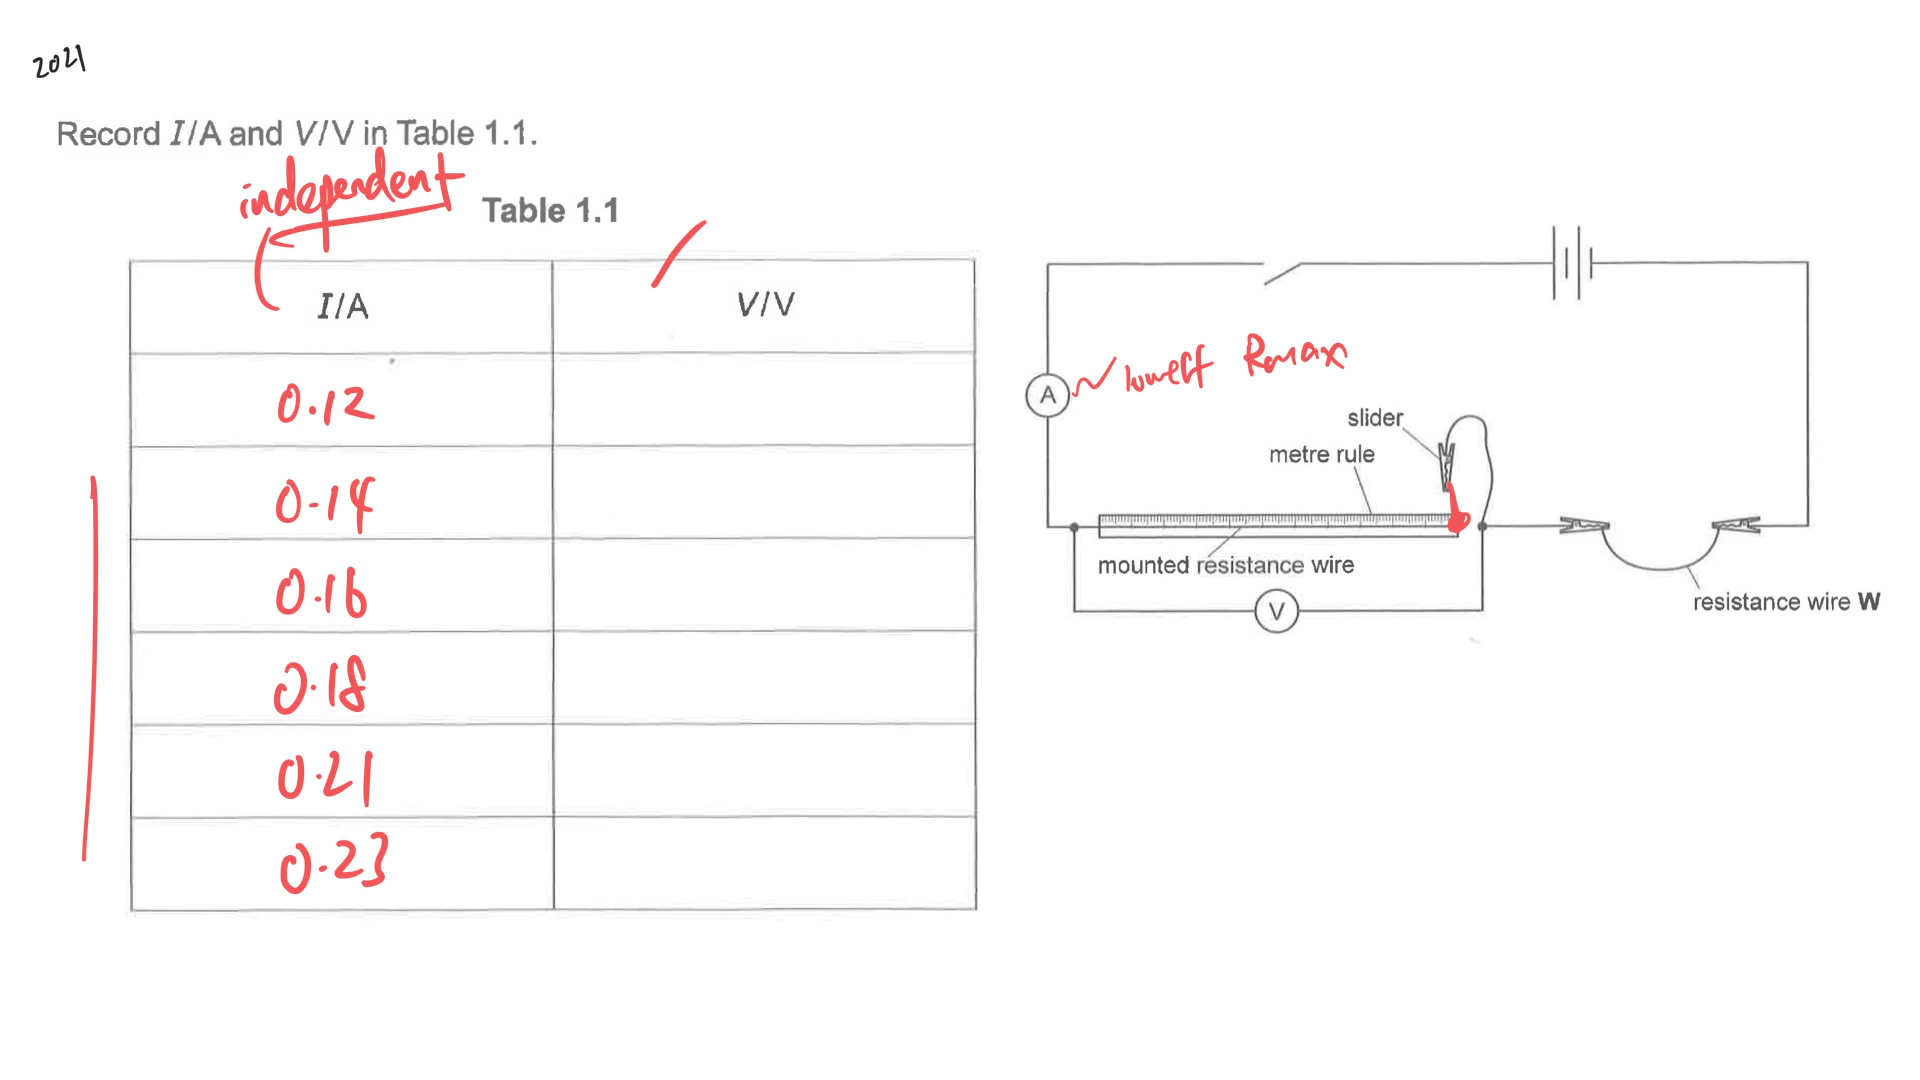 2021
Record I/A and V/V in Table 1.1.
independent
Table 1.1
I/A V/V
0.12
0.14
0.16
0.18
0.21
0.23
A
lowest Rmax
slider
metre rule
mounted resistance wire
V
resistance wire W